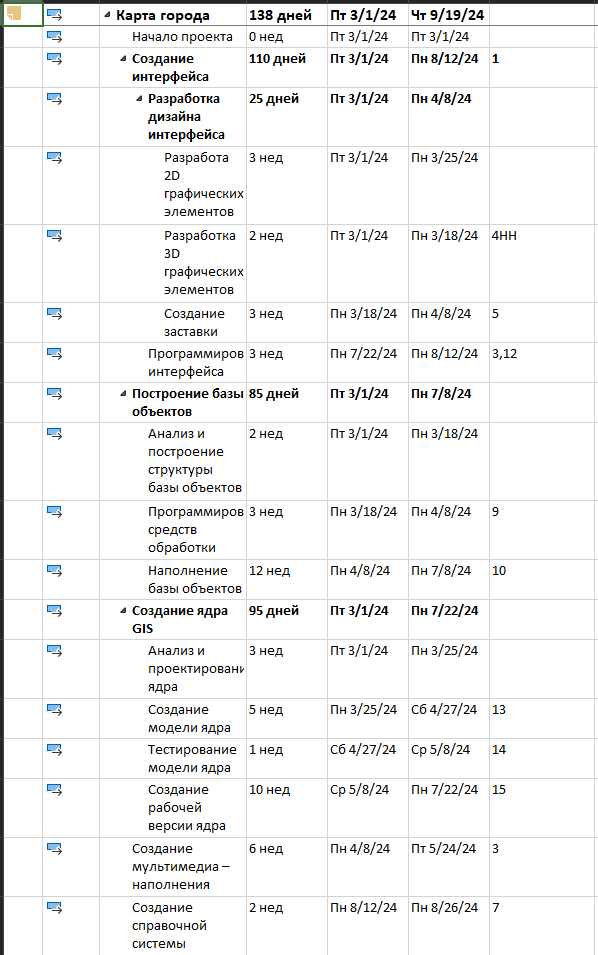 Карта города 138 дней Пт 3/1/24 Чт 9/19/24
Начало проекта 0 нед Пт 3/1/24 Пт 3/1/24
Создание 110 дней Пт 3/1/24 Пн 8/12/24 1
интерфейса
Разработка 25 дней Пт 3/1/24 Пн 4/8/24
дизайна
интерфейса
Разработа 3 нед Пт 3/1/24 Пн 3/25/24
2D
графических
элементов
Разработка 2 нед Пт 3/1/24 Пн 3/18/24 4НН
3D
графических
элементов
Создание 3 нед Пн 3/18/24 Пн 4/8/24 5
заставки
Программиров 3 нед Пн 7/22/24 Пн 8/12/24 3,12
интерфейса
Построение базы 85 дней Пт 3/1/24 Пн 7/8/24
объектов
Анализ и 2 нед Пт 3/1/24 Пн 3/18/24
построение
структуры
базы объектов
Программиров 3 нед Пн 3/18/24 Пн 4/8/24 9
средств
обработки
Наполнение 12 нед Пн 4/8/24 Пн 7/8/24 10
базы объектов
Создание ядра 95 дней Пт 3/1/24 Пн 7/22/24
GIS
Анализ и 3 нед Пт 3/1/24 Пн 3/25/24
проектировани
ядра
Создание 5 нед Пн 3/25/24 Сб 4/27/24 13
модели ядра
Тестирование 1 нед Сб 4/27/24 Ср 5/8/24 14
модели ядра
Создание 10 нед Ср 5/8/24 Пн 7/22/24 15
рабочей
версии ядра
Создание 6 нед Пн 4/8/24 Пт 5/24/24 3
мультимедиа –
наполнения
Создание 2 нед Пн 8/12/24 Пн 8/26/24 7
справочной
системы